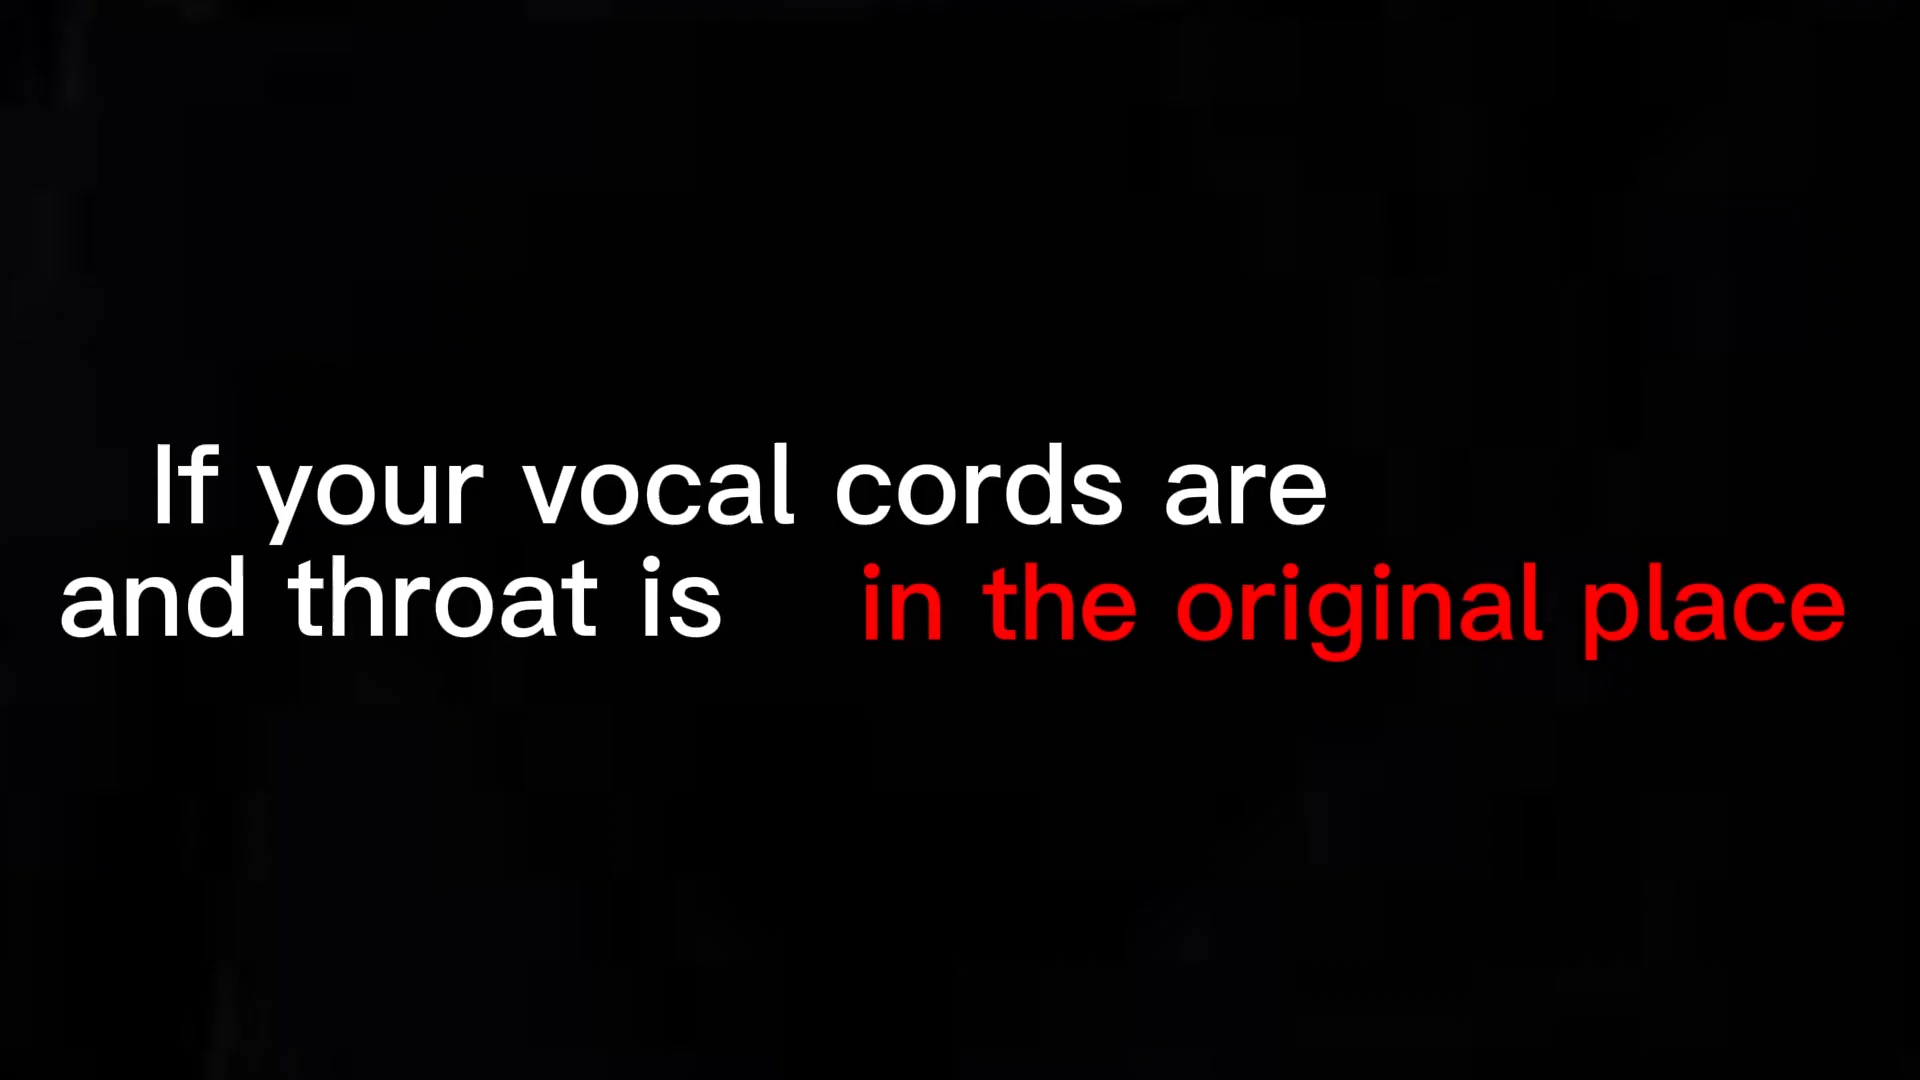 If your vocal cords are
and throat is in the original place